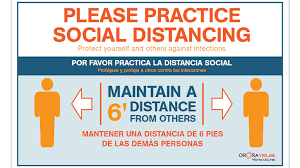 PLEASE PRACTICE
SOCIAL DISTANCING
Protect yourself and others against infections
POR FAVOR PRACTICA LA DISTANCIA SOCIAL
Protéjase y proteja a otros contra las infecciones
MAINTAIN A
6' DISTANCE
FROM OTHERS
MANTENER UNA DISTANCIA DE 6 PIES
DE LAS DEMÁS PERSONAS
ORORA VISUAL